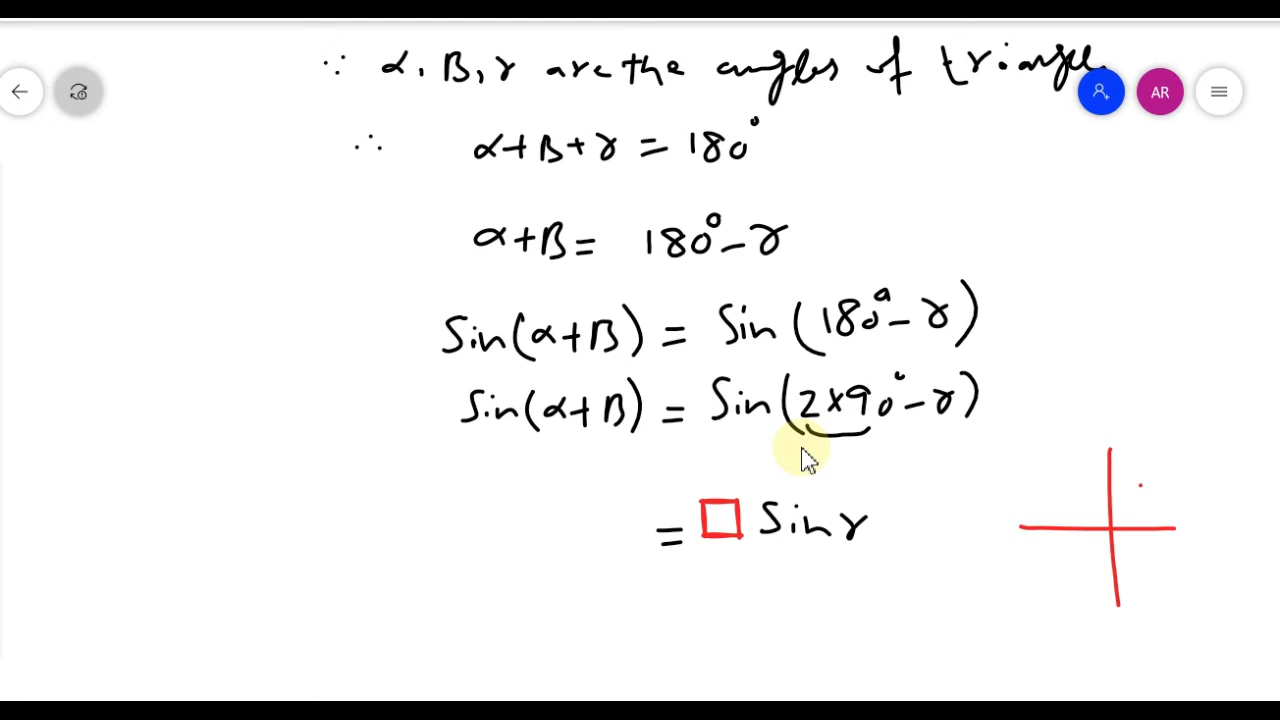 ∵ α, β, γ are the angles of triangle.
AR
∴ α+β+γ = 180°
α+β = 180°-γ
Sin(α+β) = Sin(180°-γ)
Sin(α+β) = Sin(2×90°-γ)
= □ Sinγ